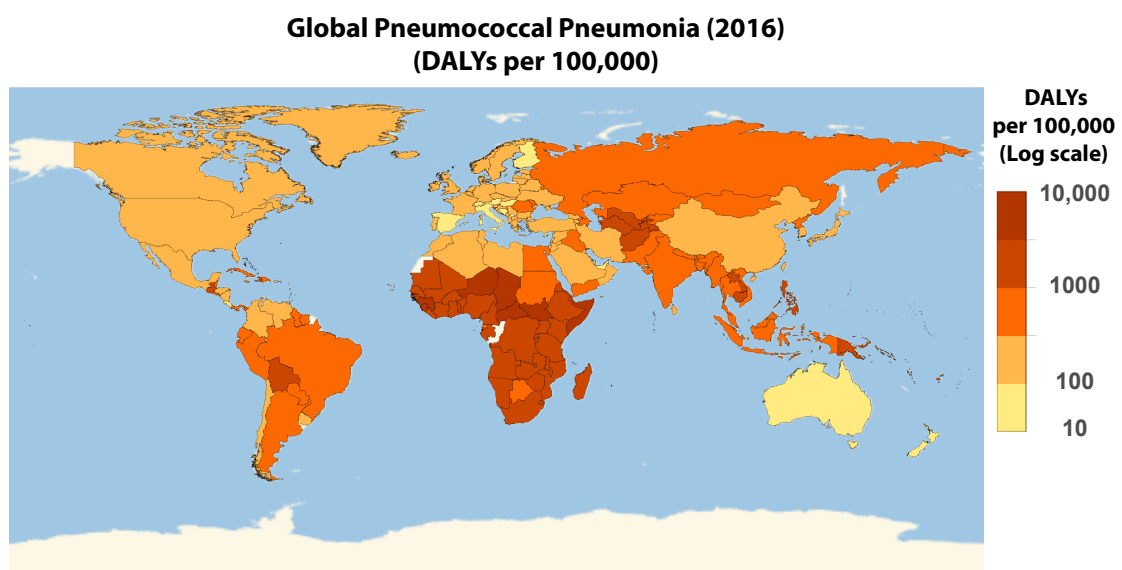 Global Pneumococcal Pneumonia (2016)
(DALYs per 100,000)
DALYs
per 100,000
(Log scale)
10,000
1000
100
10